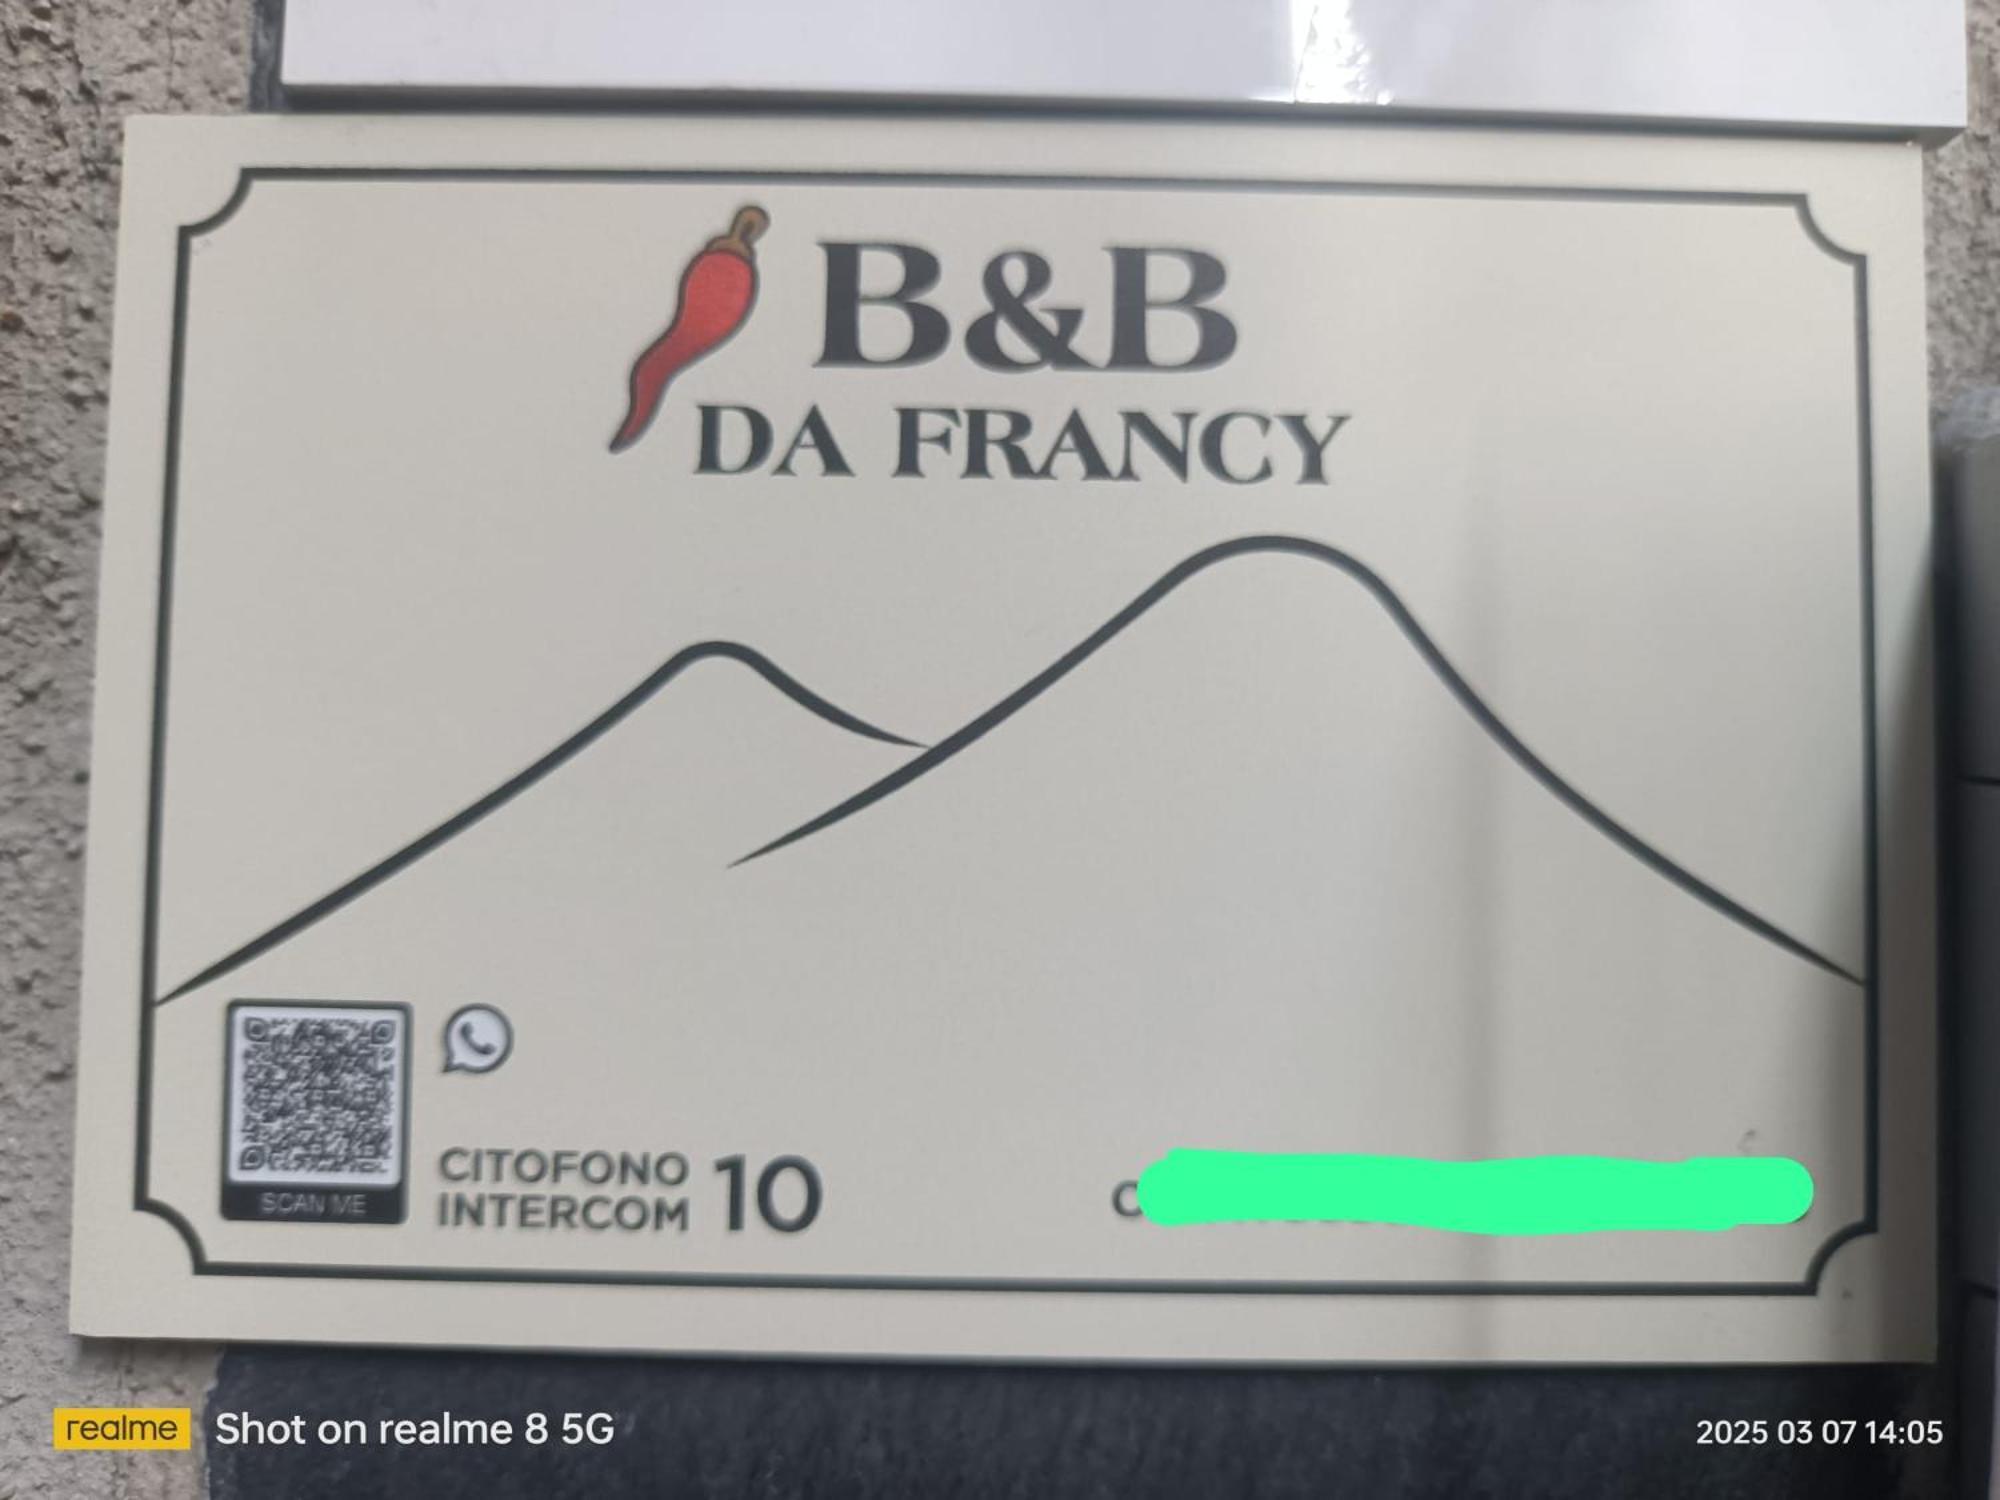 B&B
DA FRANCY
SCAN ME
CITOFONO
INTERCOM 10
realme Shot on realme 8 5G
2025 03 07 14:05